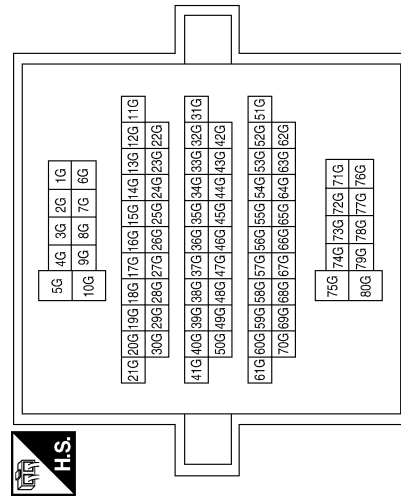 H.S.
5G 4G 3G 2G 1G
10G 9G 8G 7G 6G
21G 20G 19G 18G 17G 16G 15G 14G 13G 12G 11G
30G 29G 28G 27G 26G 25G 24G 23G 22G
41G 40G 39G 38G 37G 36G 35G 34G 33G 32G 31G
50G 49G 48G 47G 46G 45G 44G 43G 42G
61G 60G 59G 58G 57G 56G 55G 54G 53G 52G 51G
70G 69G 68G 67G 66G 65G 64G 63G 62G
75G 74G 73G 72G 71G
80G 79G 78G 77G 76G